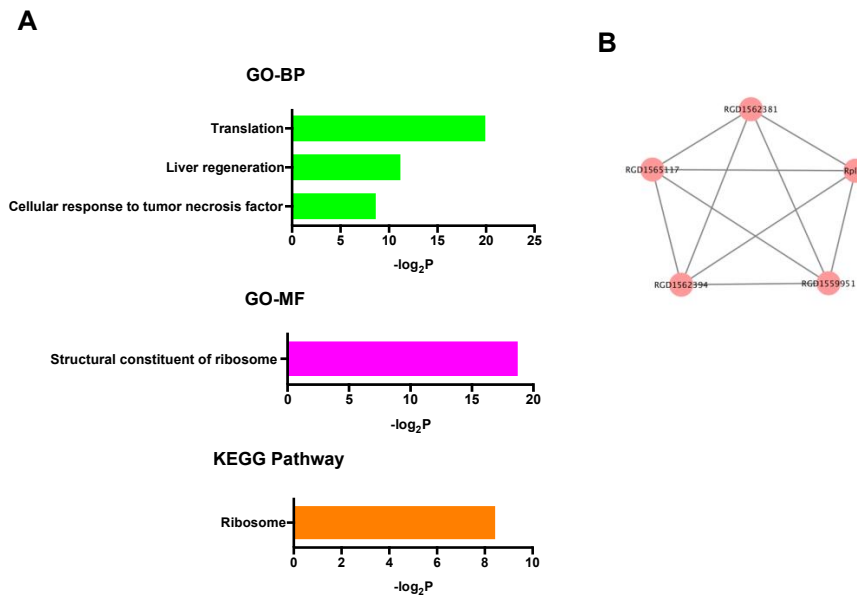 A
GO-BP
Translation
Liver regeneration
Cellular response to tumor necrosis factor
0 5 10 15 20 25
-log₂P
GO-MF
Structural constituent of ribosome
0 5 10 15 20
-log₂P
KEGG Pathway
Ribosome
0 2 4 6 8 10
-log₂P
B
RGD1562381
RGD1565117
Rpl
RGD1562394
RGD1559951